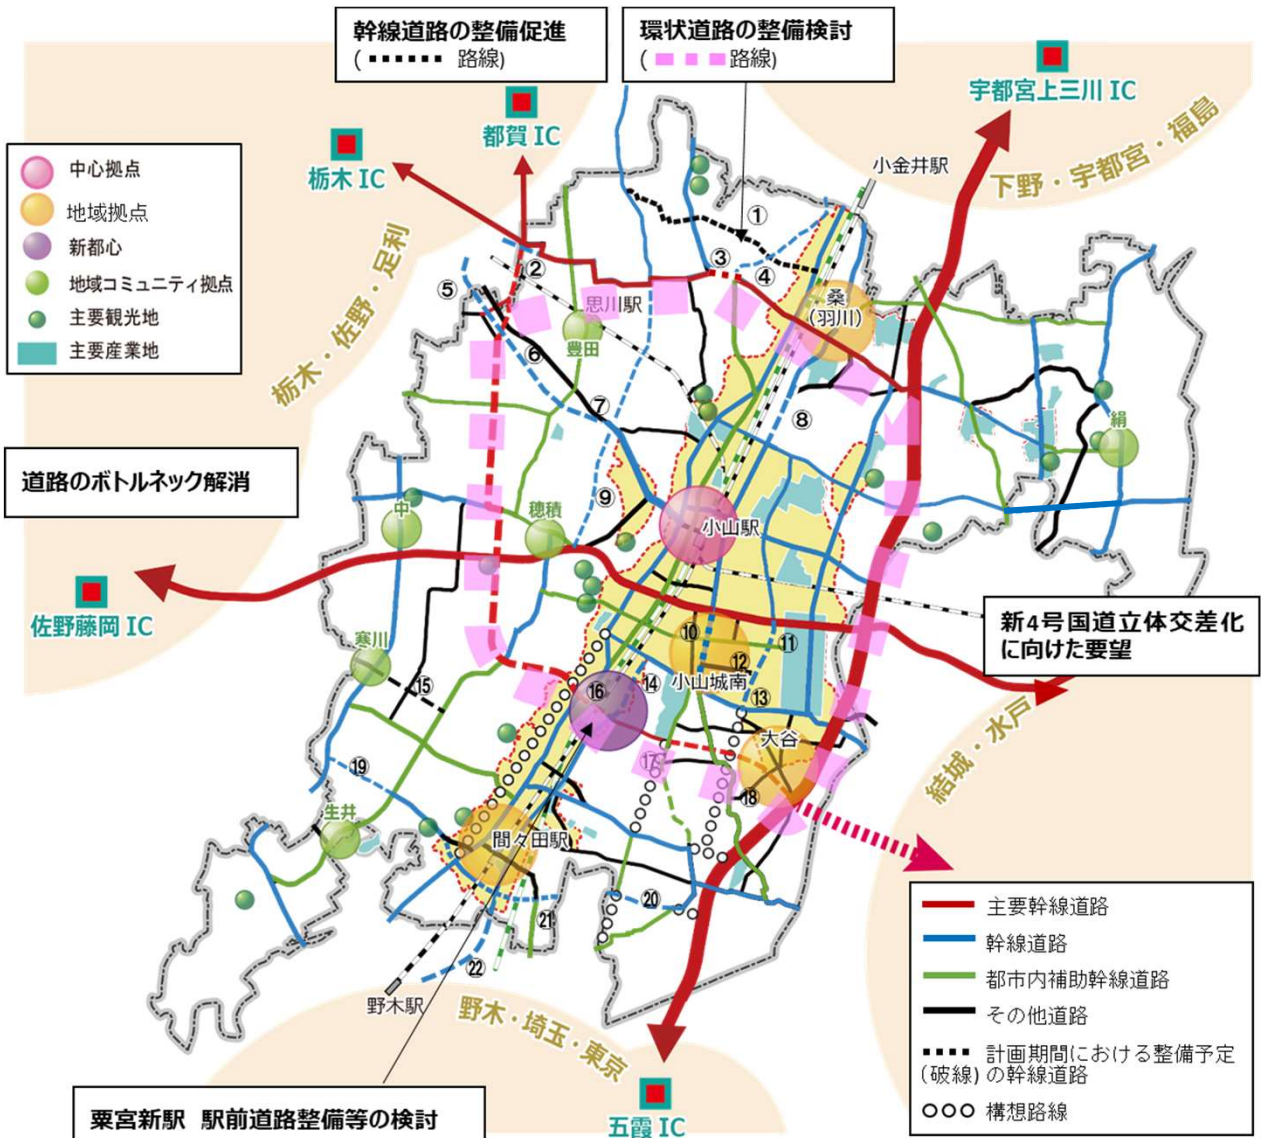 幹線道路の整備促進
( ▪▪▪▪▪▪▪ 路線)
環状道路の整備検討
( ▪▪▪ 路線)
宇都宮上三川 IC
都賀 IC
栃木 IC
小金井駅
下野・宇都宮・福島
中心拠点
地域拠点
新都心
地域コミュニティ拠点
主要観光地
主要産業地
栃木・佐野・足利
①
②
③
④
⑤
思川駅
桑
(羽川)
豊田
⑥
⑦
⑧
絹
道路のボトルネック解消
中
穂積
⑨
小山駅
佐野藤岡 IC
新4号国道立体交差化
に向けた要望
寒川
⑩
⑪
⑫
小山城南
⑬
⑭
⑮
⑯
大谷
結城・水戸
⑰
⑱
⑲
生井
間々田駅
⑳
㉑
㉒
野木駅
野木・埼玉・東京
主要幹線道路
幹線道路
都市内補助幹線道路
その他道路
計画期間における整備予定
(破線) の幹線道路
構想路線
粟宮新駅 駅前道路整備等の検討
五霞 IC